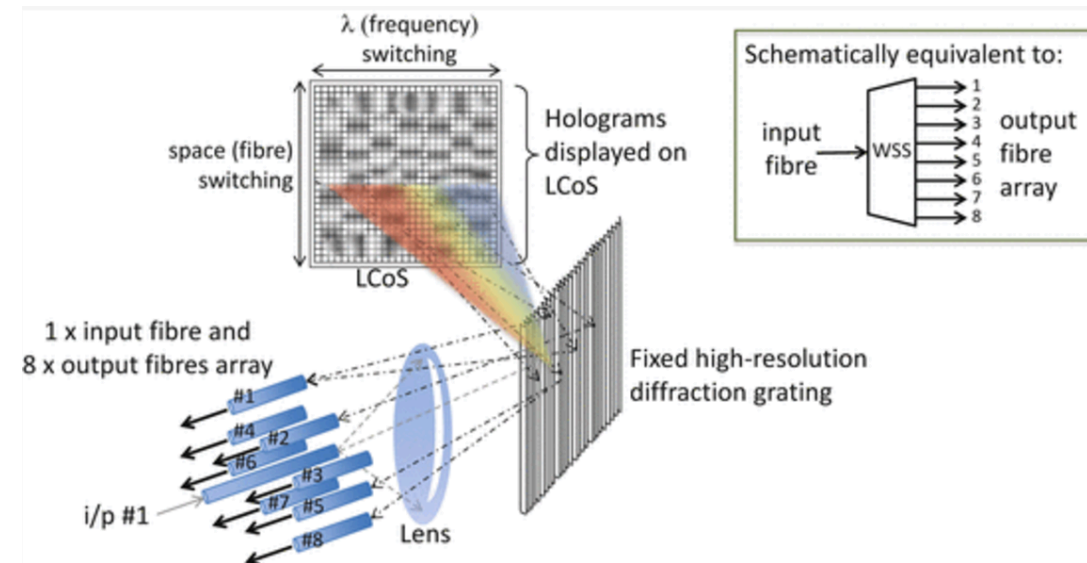 λ (frequency)
switching
space (fibre)
switching
Holograms
displayed on
LCoS
LCoS
Schematically equivalent to:
input
fibre
WSS
1
2
3
4
5
6
7
8
output
fibre
array
1 x input fibre and
8 x output fibres array
#1
#4
#2
#6
#3
#7
#5
#8
i/p #1
Lens
Fixed high-resolution
diffraction grating